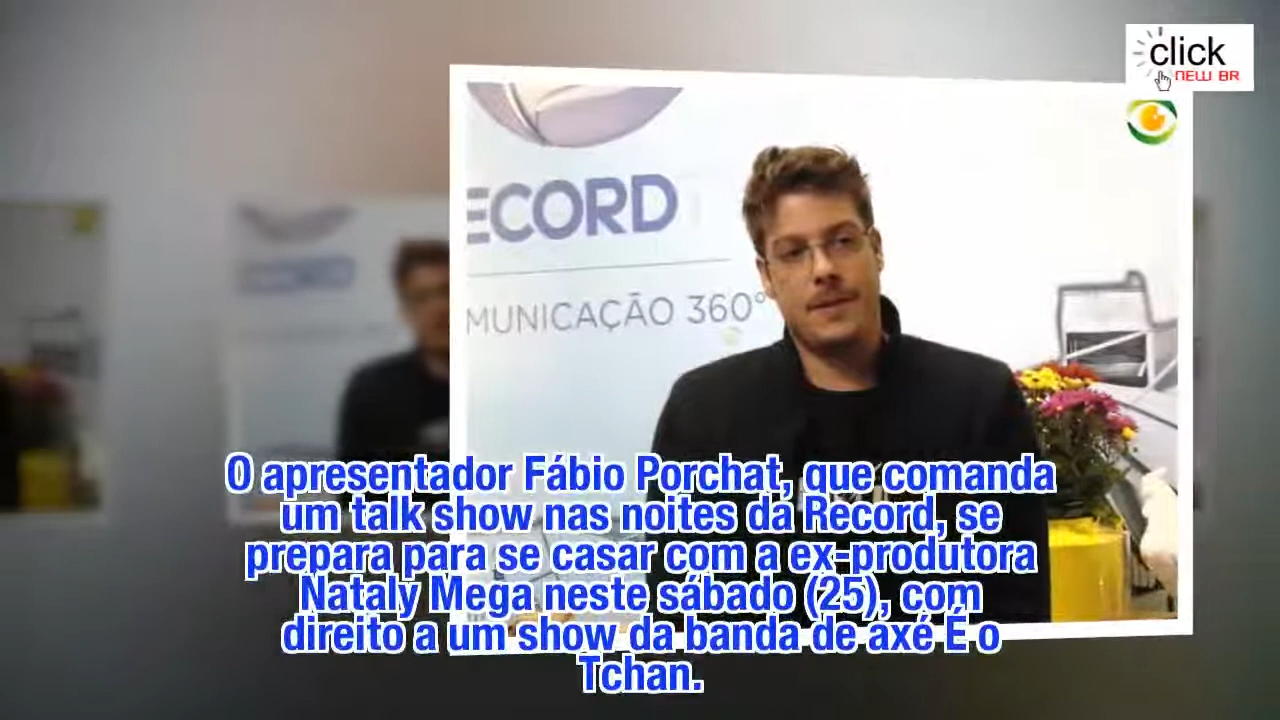 click
NEW BR
ECORD
MUNICAÇÃO 360°
O apresentador Fábio Porchat, que comanda
um talk show nas noites da Record, se
prepara para se casar com a ex-produtora
Nataly Mega neste sábado (25), com
direito a um show da banda de axé É o
Tchan.